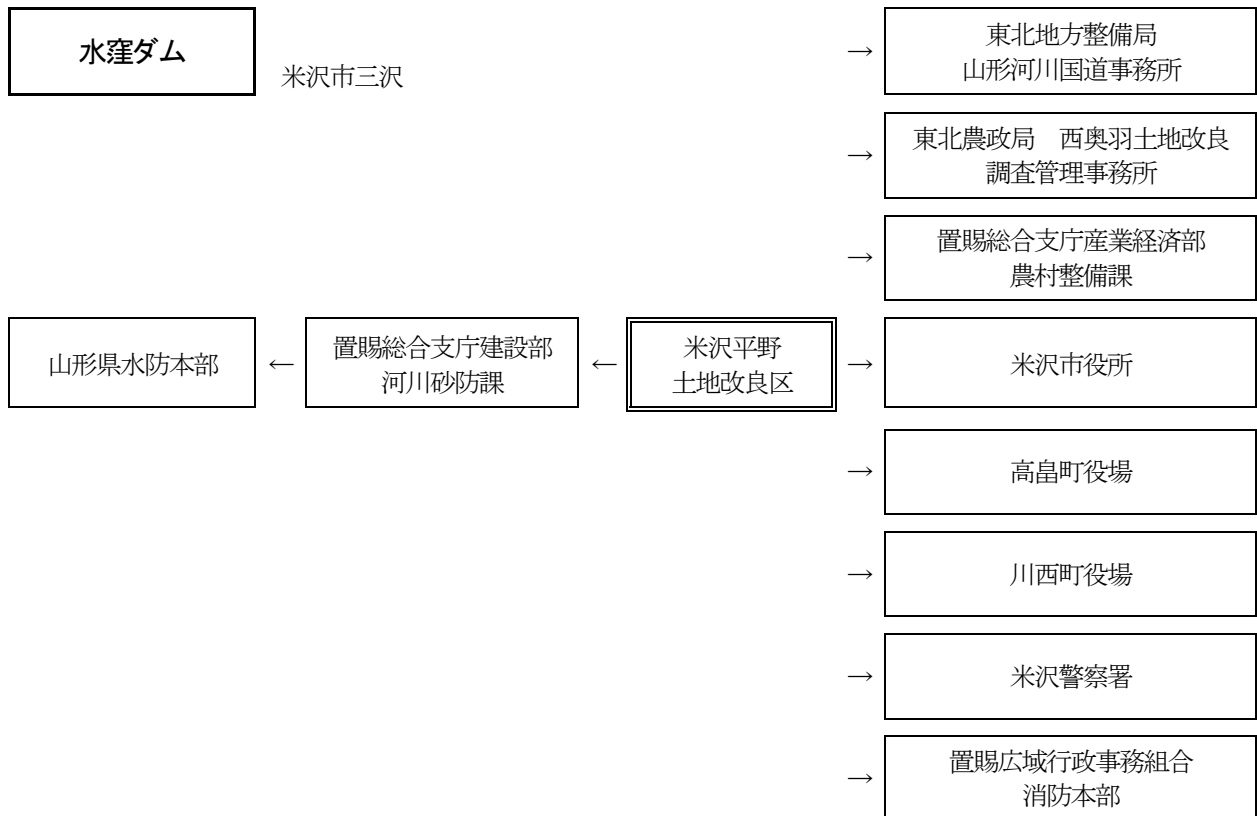 水窪ダム
米沢市三沢
→
東北地方整備局
山形河川国道事務所
→
東北農政局　西奥羽土地改良
調査管理事務所
→
置賜総合支庁産業経済部
農村整備課
山形県水防本部
←
置賜総合支庁建設部
河川砂防課
←
米沢平野
土地改良区
→
米沢市役所
→
高畠町役場
→
川西町役場
→
米沢警察署
→
置賜広域行政事務組合
消防本部